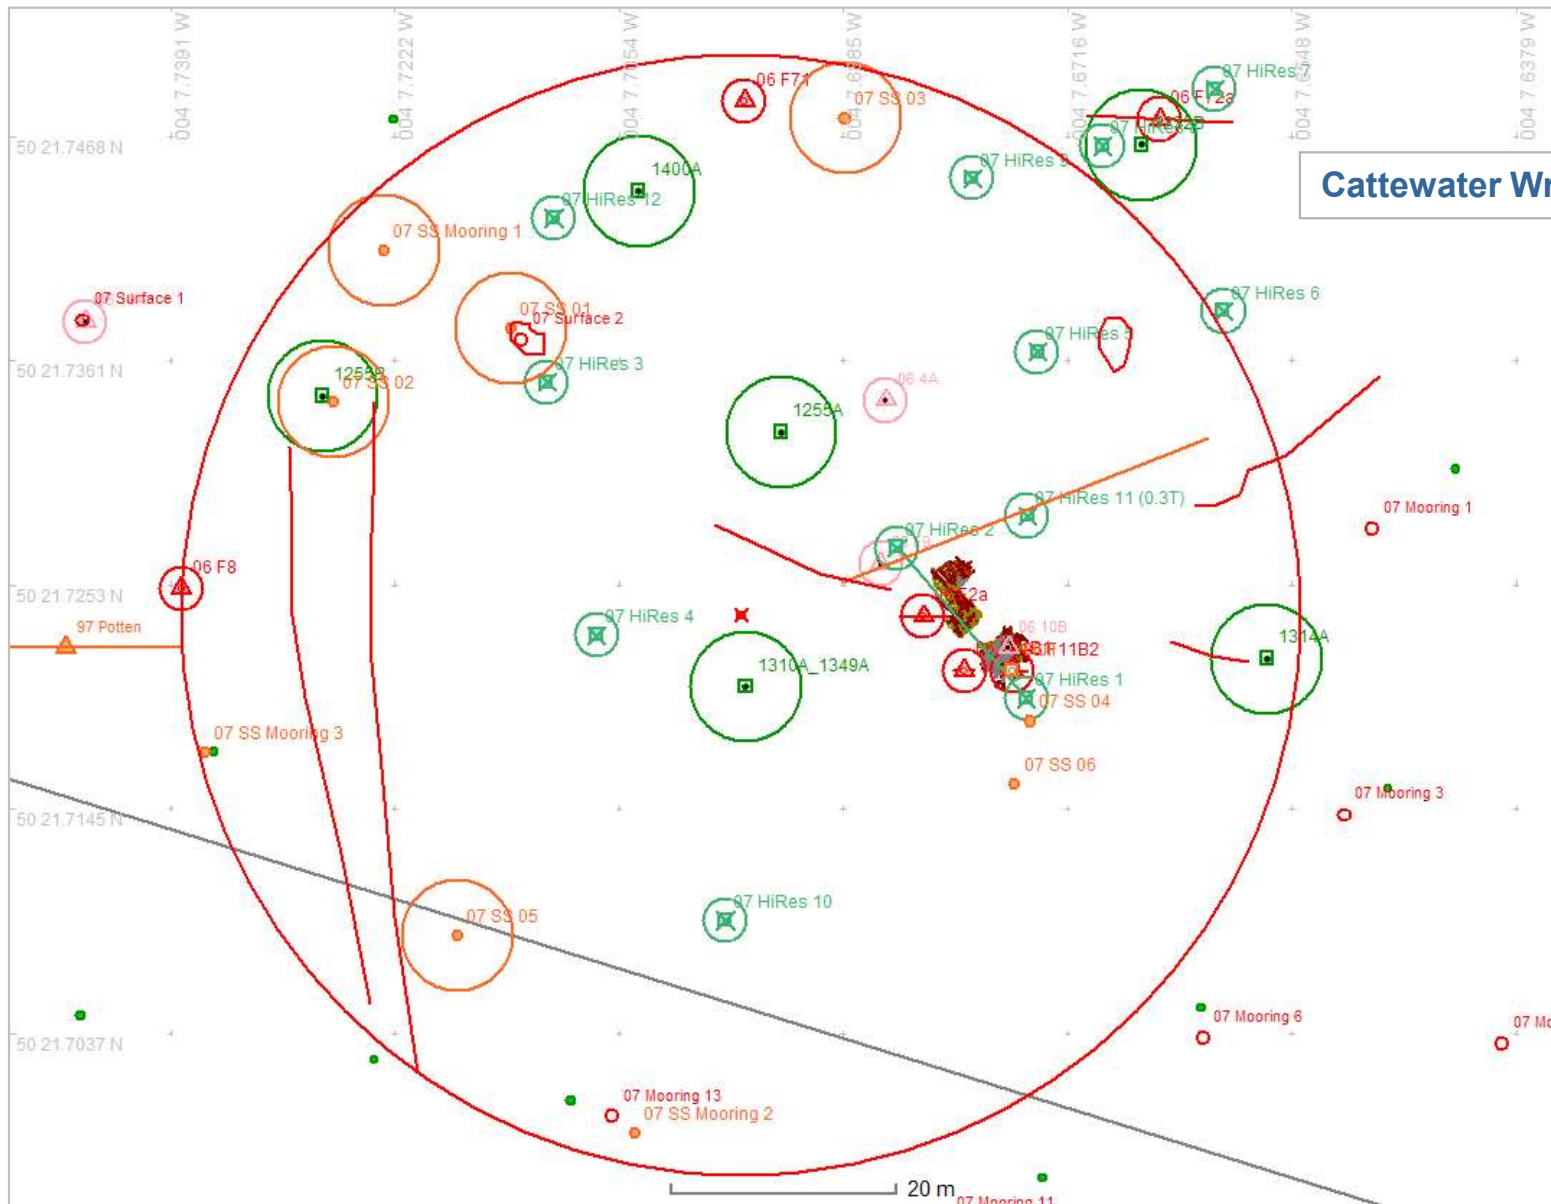 004 7.7391 W
004 7.7222 W
004 7.7054 W
004 7.6885 W
004 7.6716 W
004 7.6548 W
004 7.6379 W
06 F71
07 SS 03
07 HiRes 7
06 F72a
50 21.7468 N
07 HiRes 9
1400A
Cattewater Wr
07 HiRes 12
07 SS Mooring 1
07 Surface 1
07 SS 01
07 Surface 2
07 HiRes 6
07 HiRes 5
50 21.7361 N
07 HiRes 3
1255B
07 SS 02
06 4A
1255A
07 HiRes 11 (0.3T)
07 Mooring 1
07 HiRes 2
06 F8
50 21.7253 N
97 Potten
07 HiRes 4
06 10B
1314A
F11B2
1310A_1349A
07 HiRes 1
07 SS 04
07 SS Mooring 3
07 SS 06
07 Mooring 3
50 21.7145 N
07 HiRes 10
07 SS 05
07 Mooring 6
07 Mo
50 21.7037 N
07 Mooring 13
07 SS Mooring 2
20 m
07 Mooring 11